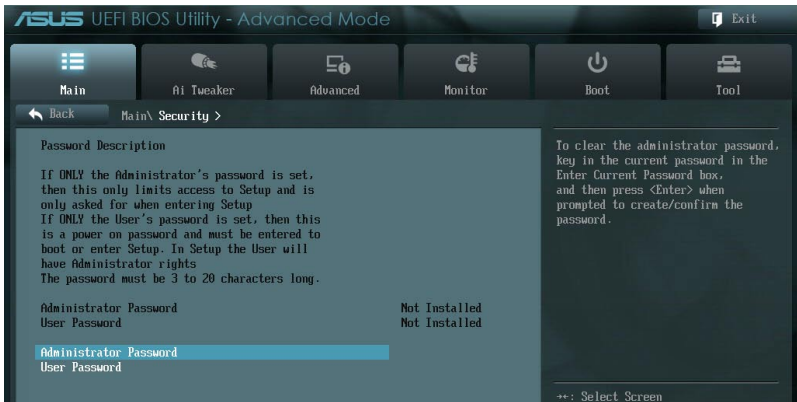 ASUS UEFI BIOS Utility - Advanced Mode
Exit
Main
Ai Tweaker
Advanced
Monitor
Boot
Tool
Back
Main\ Security >
Password Description
If ONLY the Administrator's password is set,
then this only limits access to Setup and is
only asked for when entering Setup
If ONLY the User's password is set, then this
is a power on password and must be entered to
boot or enter Setup. In Setup the User will
have Administrator rights
The password must be 3 to 20 characters long.
Administrator Password Not Installed
User Password Not Installed
Administrator Password
User Password
To clear the administrator password,
key in the current password in the
Enter Current Password box,
and then press <Enter> when
prompted to create/confirm the
password.
→←: Select Screen